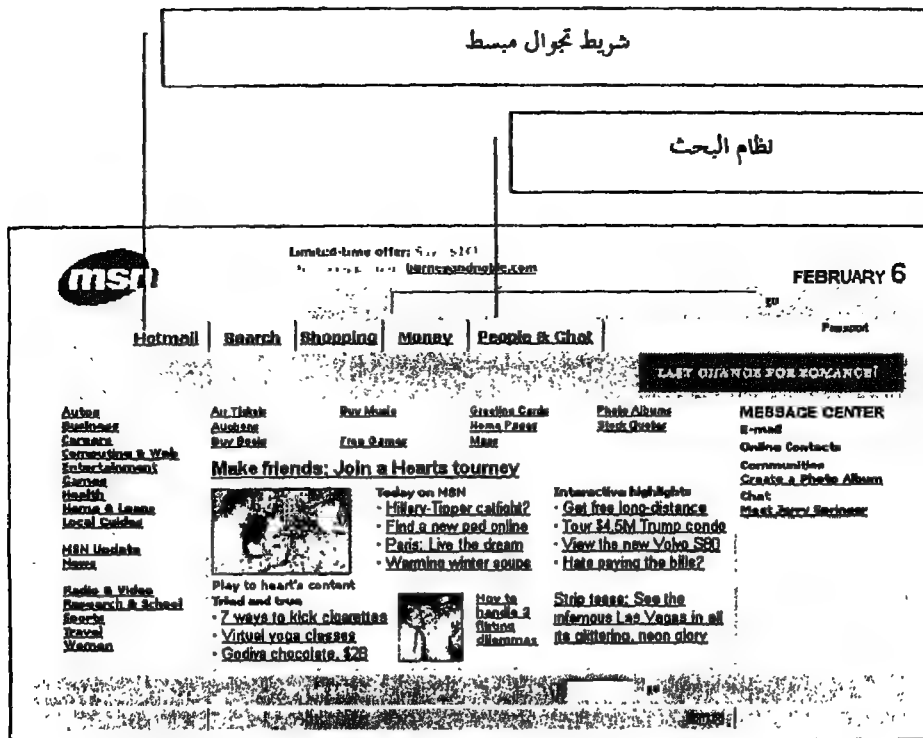 شريط تجوال مبسط
نظام البحث
Limited-time offer:
barnesandnoble.com
msn
FEBRUARY 6
go
Passport
Hotmail | Search | Shopping | Money | People & Chat
LAST CHANCE FOR ROMANCE!
Autos
Business
Careers
Computing & Web
Entertainment
Games
Health
Home & Loans
Local Guides
MSN Update
News
Radio & Video
Research & School
Sports
Travel
Women
Air Tickets Buy Music Greeting Cards Photo Albums
Auctions Home Pages Stock Quotes
Buy Books Free Games Maps
Make friends: Join a Hearts tourney
Play to heart's content
Tried and true
• 7 ways to kick cigarettes
• Virtual yoga classes
• Godiva chocolate, $28
Today on MSN
• Hillary-Tipper catfight?
• Find a new pad online
• Paris: Live the dream
• Warming winter soups
How to
handle 3
flirting
dilemmas
Interactive highlights
• Get free long-distance
• Tour $4.5M Trump condo
• View the new Volvo S80
• Hate paying the bills?
Strip tease: See the
infamous Las Vegas in all
its glittering, neon glory
MESSAGE CENTER
E-mail
Online Contacts
Communities
Create a Photo Album
Chat
Meet Jerry Springer
go